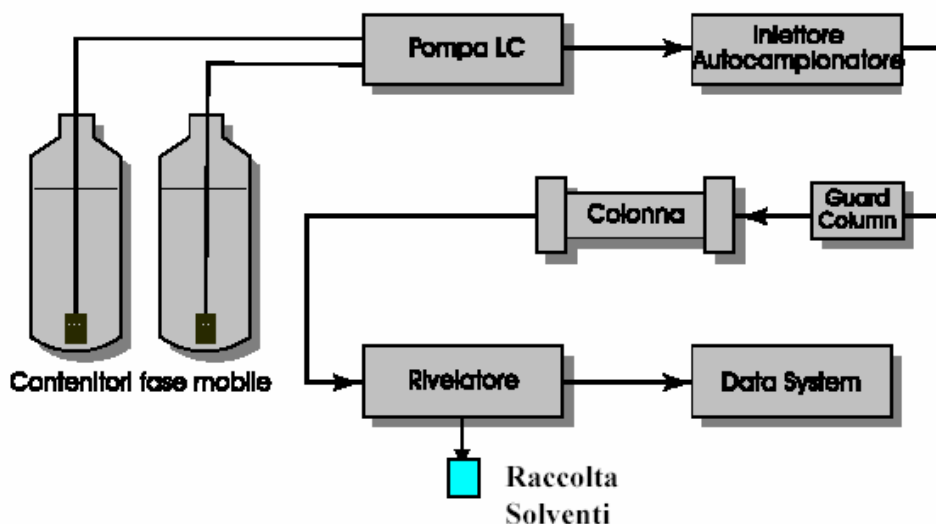 Pompa LC
Iniettore
Autocampionatore
Colonna
Guard
Column
Contenitori fase mobile
Rivelatore
Data System
Raccolta
Solventi